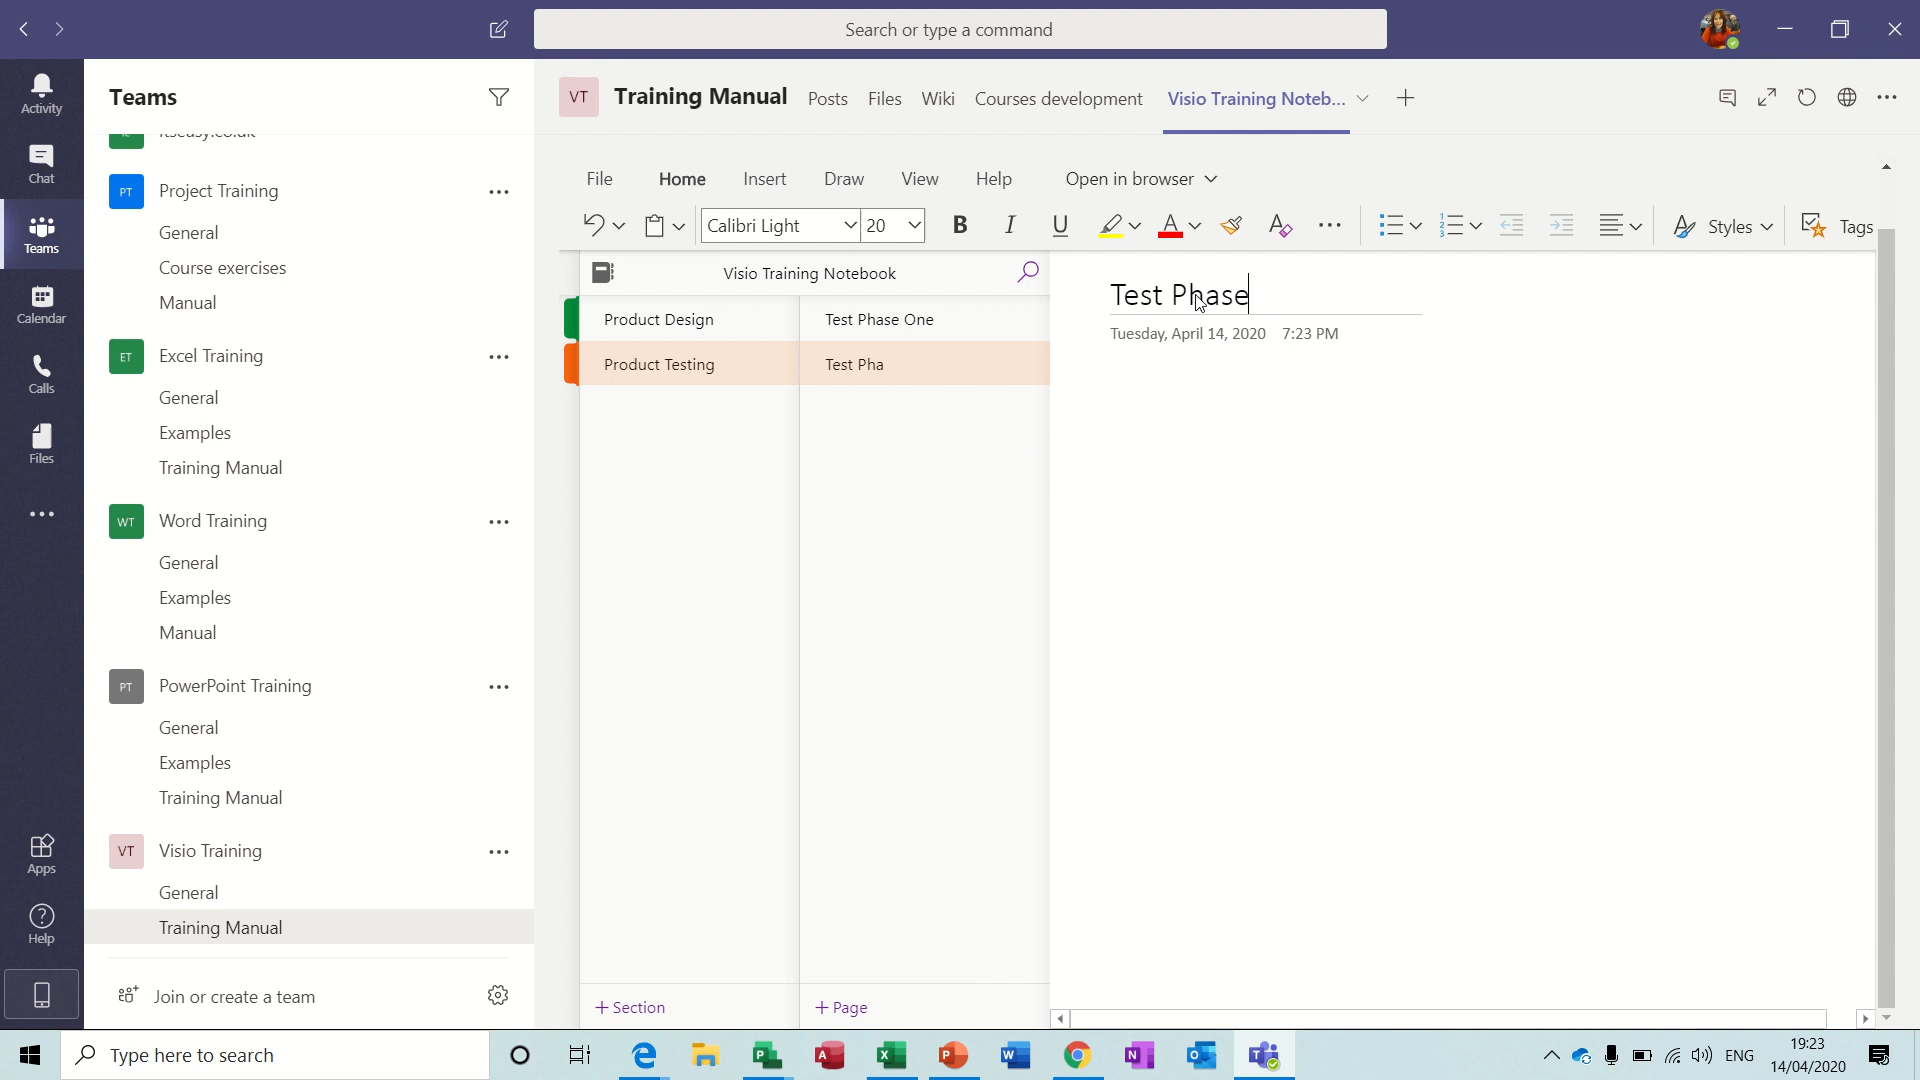 Search or type a command
Activity
Chat
Teams
Calendar
Calls
Files
Apps
Help
Teams
PT Project Training
General
Course exercises
Manual
ET Excel Training
General
Examples
Training Manual
WT Word Training
General
Examples
Manual
PT PowerPoint Training
General
Examples
Training Manual
VT Visio Training
General
Training Manual
Join or create a team
VT Training Manual Posts Files Wiki Courses development Visio Training Noteb...
File Home Insert Draw View Help Open in browser
Calibri Light 20 B I U A A Styles Tags
Visio Training Notebook
Product Design Test Phase One
Product Testing Test Pha
+ Section + Page
Test Phase
Tuesday, April 14, 2020 7:23 PM
Type here to search
ENG
19:23
14/04/2020